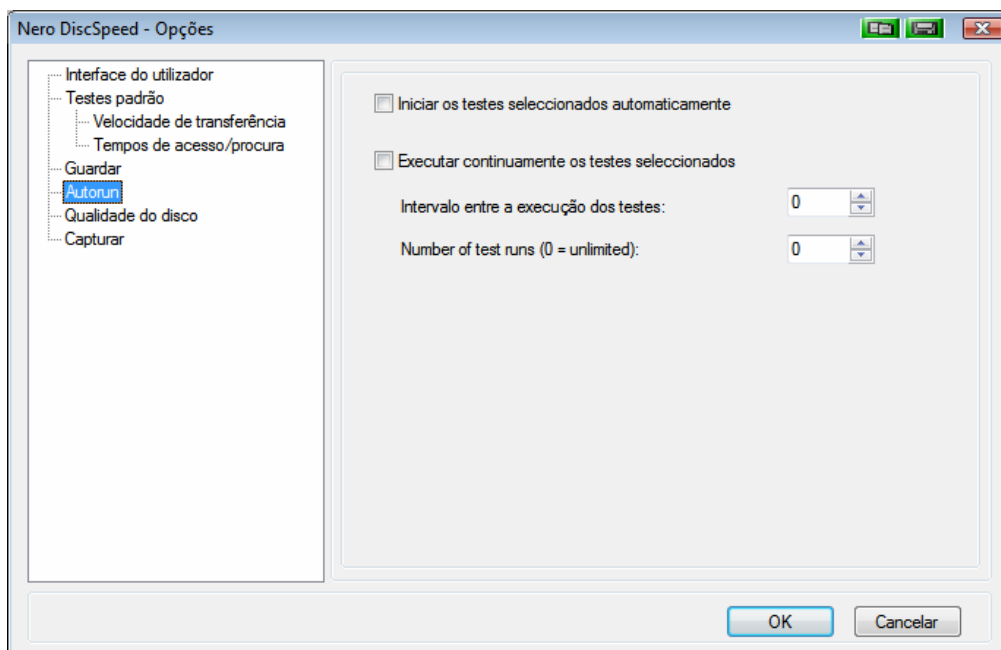 Nero DiscSpeed - Opções
Interface do utilizador
Testes padrão
Velocidade de transferência
Tempos de acesso/procura
Guardar
Autorun
Qualidade do disco
Capturar
Iniciar os testes seleccionados automaticamente
Executar continuamente os testes seleccionados
Intervalo entre a execução dos testes:
0
Number of test runs (0 = unlimited):
0
OK
Cancelar